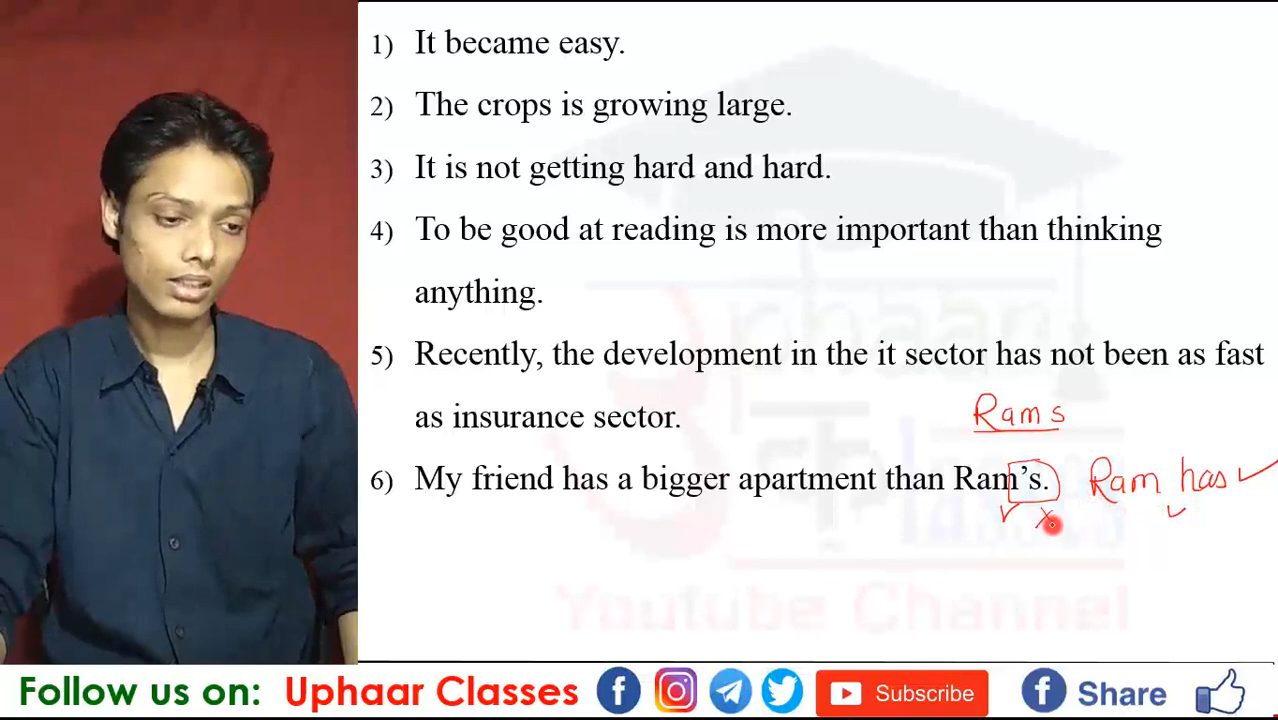 1) It became easy.
2) The crops is growing large.
3) It is not getting hard and hard.
4) To be good at reading is more important than thinking
anything.
5) Recently, the development in the it sector has not been as fast
as insurance sector.
Rams
6) My friend has a bigger apartment than Ram’s. Ram has
Youtube Channel
Follow us on: Uphaar Classes Subscribe Share